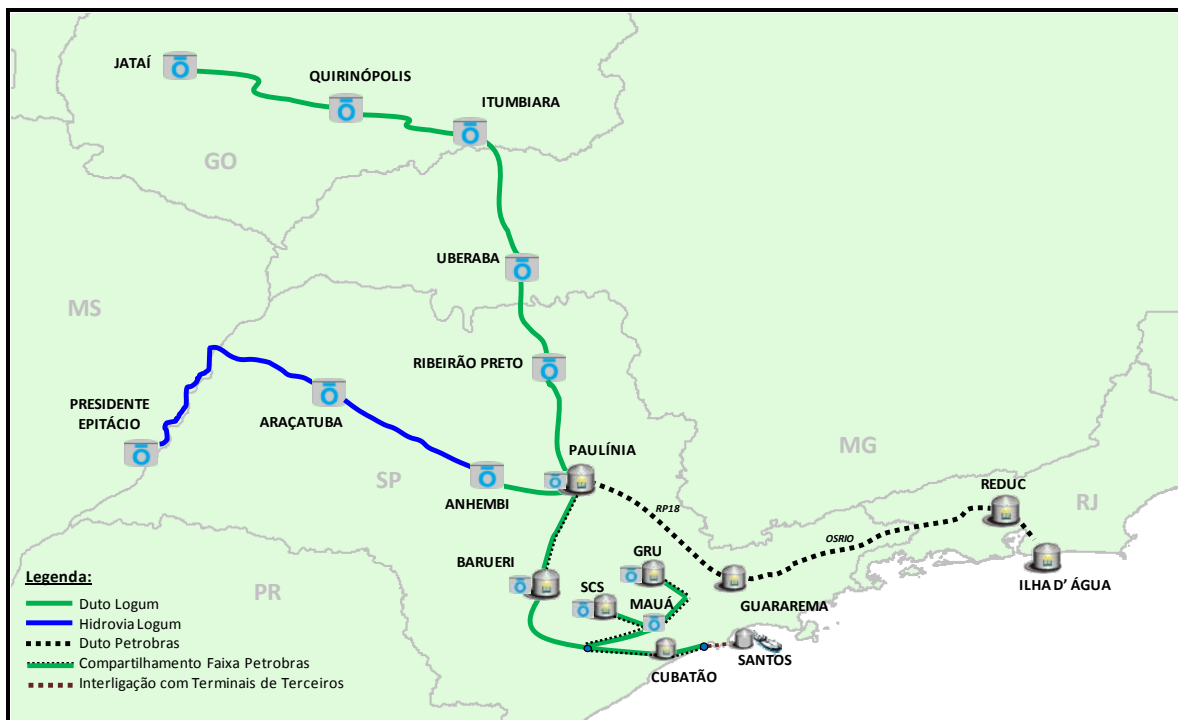 JATAÍ
QUIRINÓPOLIS
ITUMBIARA
GO
UBERABA
MS
RIBEIRÃO PRETO
PRESIDENTE
EPITÁCIO
ARAÇATUBA
PAULÍNIA
MG
SP
ANHEMBI
REDUC
RJ
RP18
OSRIO
BARUERI
GRU
ILHA D’ ÁGUA
SCS
MAUÁ
GUARAREMA
PR
SANTOS
CUBATÃO
Legenda:
Duto Logum
Hidrovia Logum
Duto Petrobras
Compartilhamento Faixa Petrobras
Interligação com Terminais de Terceiros